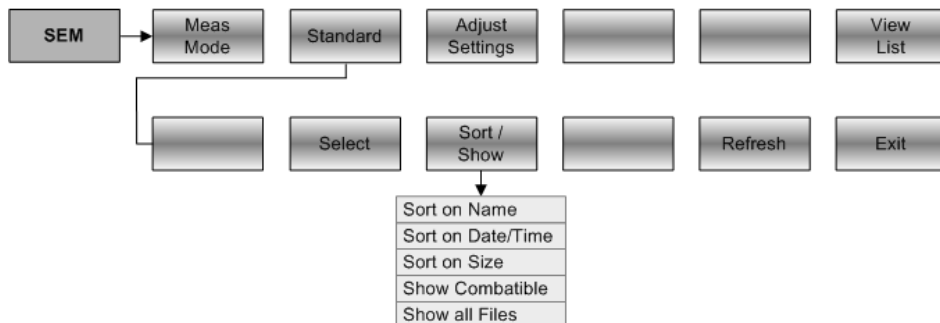 SEM
Meas
Mode
Standard
Adjust
Settings
View
List
Select
Sort /
Show
Refresh
Exit
Sort on Name
Sort on Date/Time
Sort on Size
Show Combatible
Show all Files